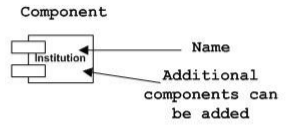 Component
Institution
Name
Additional
components can
be added